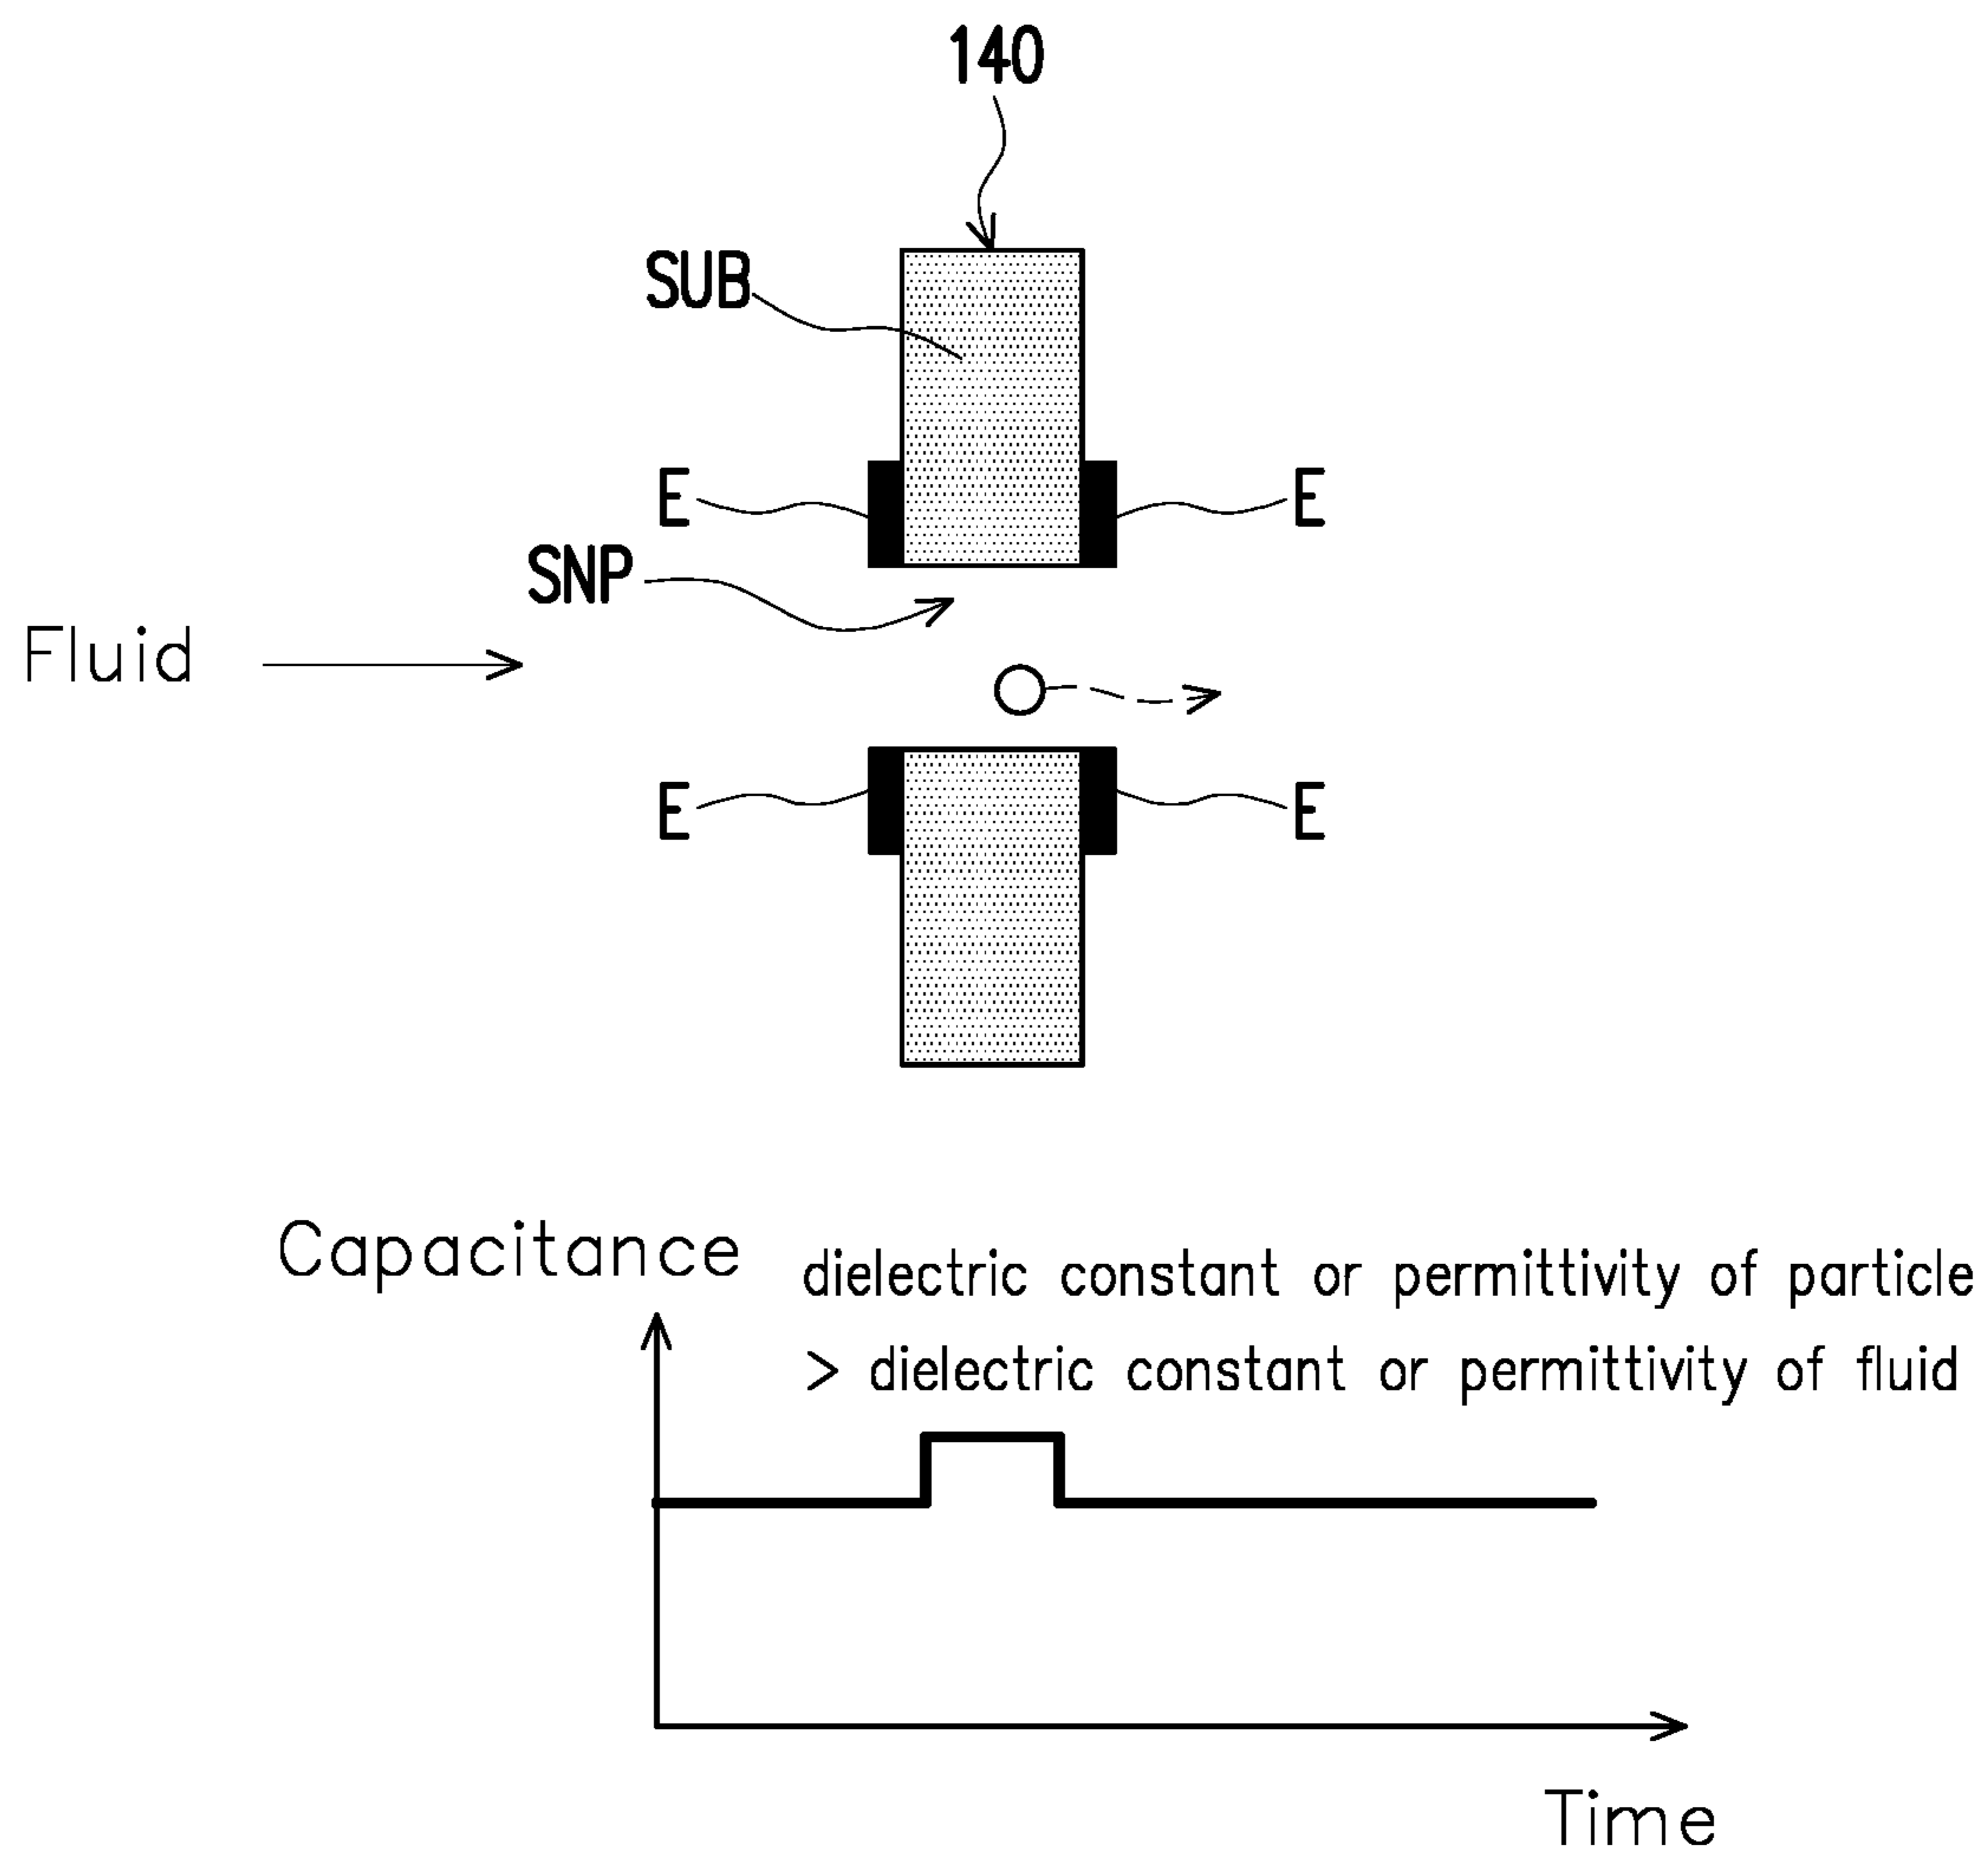 140
SUB
E
E
SNP
Fluid
E
E
Capacitance
dielectric constant or permittivity of particle
> dielectric constant or permittivity of fluid
Time